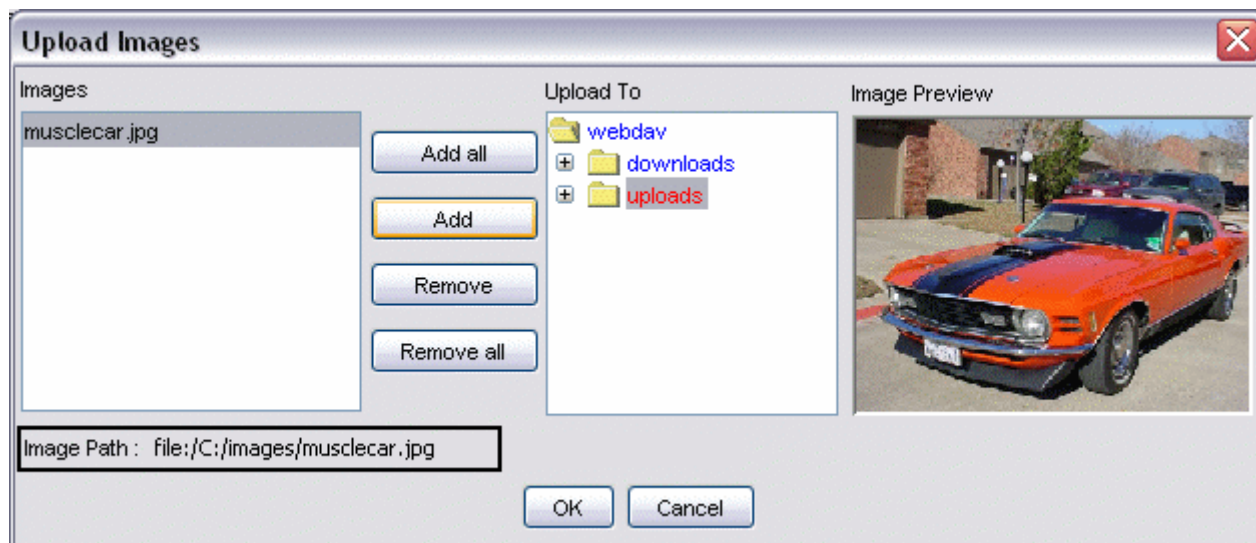 Upload Images
Images
musclecar.jpg
Add all
Add
Remove
Remove all
Upload To
webdav
downloads
uploads
Image Preview
Image Path : file:/C:/images/musclecar.jpg
OK
Cancel